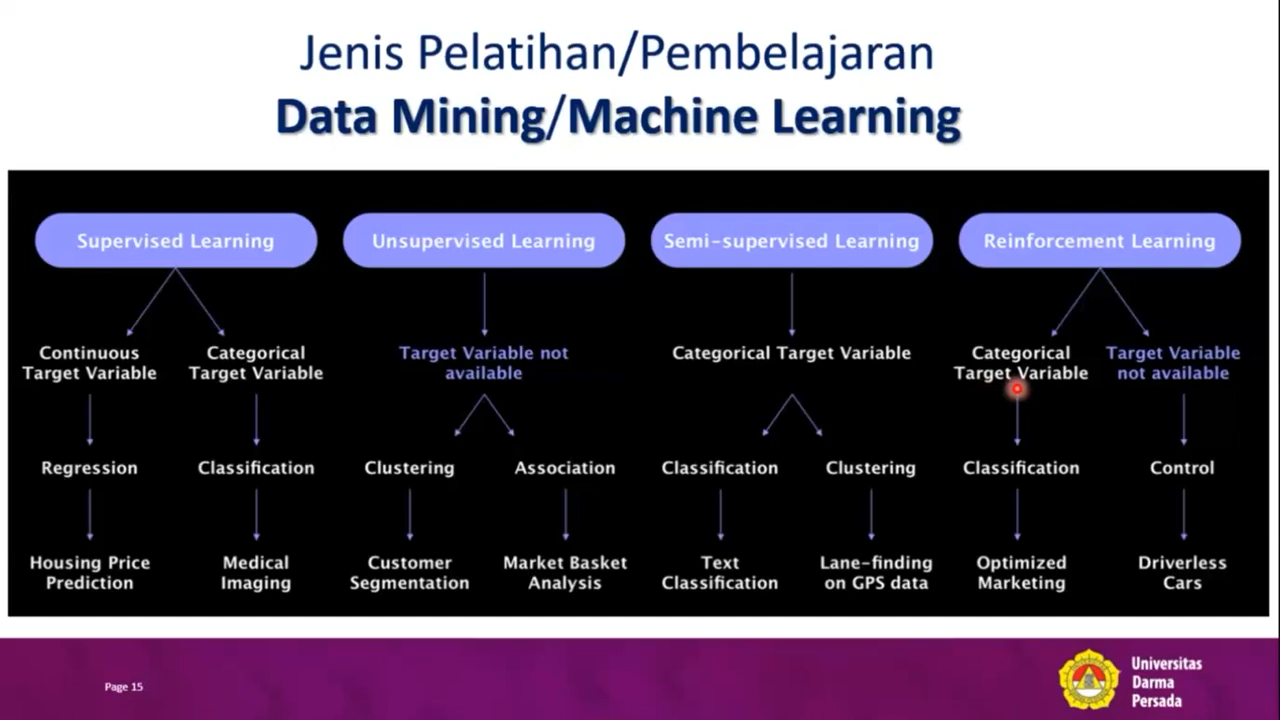 Jenis Pelatihan/Pembelajaran
Data Mining/Machine Learning
Supervised Learning
Unsupervised Learning
Semi-supervised Learning
Reinforcement Learning
Continuous
Target Variable
Categorical
Target Variable
Target Variable not
available
Categorical Target Variable
Categorical
Target Variable
Target Variable
not available
Regression
Classification
Clustering
Association
Classification
Clustering
Classification
Control
Housing Price
Prediction
Medical
Imaging
Customer
Segmentation
Market Basket
Analysis
Text
Classification
Lane-finding
on GPS data
Optimized
Marketing
Driverless
Cars
Page 15
Universitas
Darma
Persada